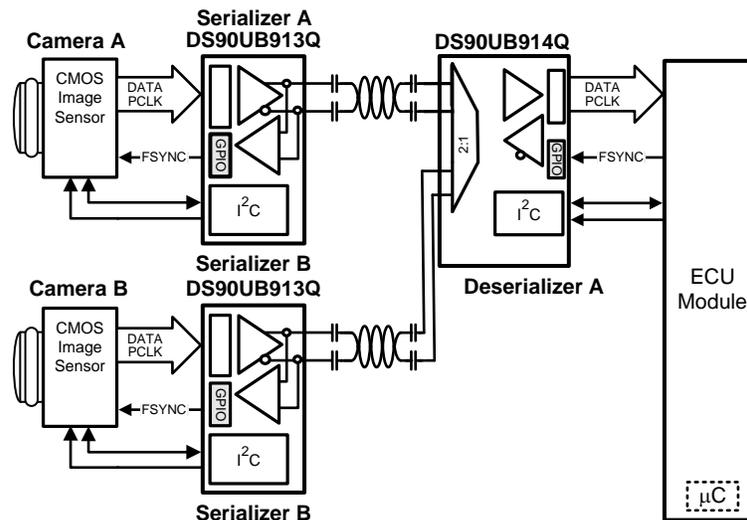 Serializer A
Camera A
DS90UB913Q
DS90UB914Q
CMOS
Image
Sensor
DATA
PCLK
GPIO
FSYNC
I2C
2:1
DATA
PCLK
GPIO
FSYNC
I2C
Serializer B
Deserializer A
Camera B
DS90UB913Q
CMOS
Image
Sensor
DATA
PCLK
GPIO
FSYNC
I2C
Serializer B
ECU
Module
μC